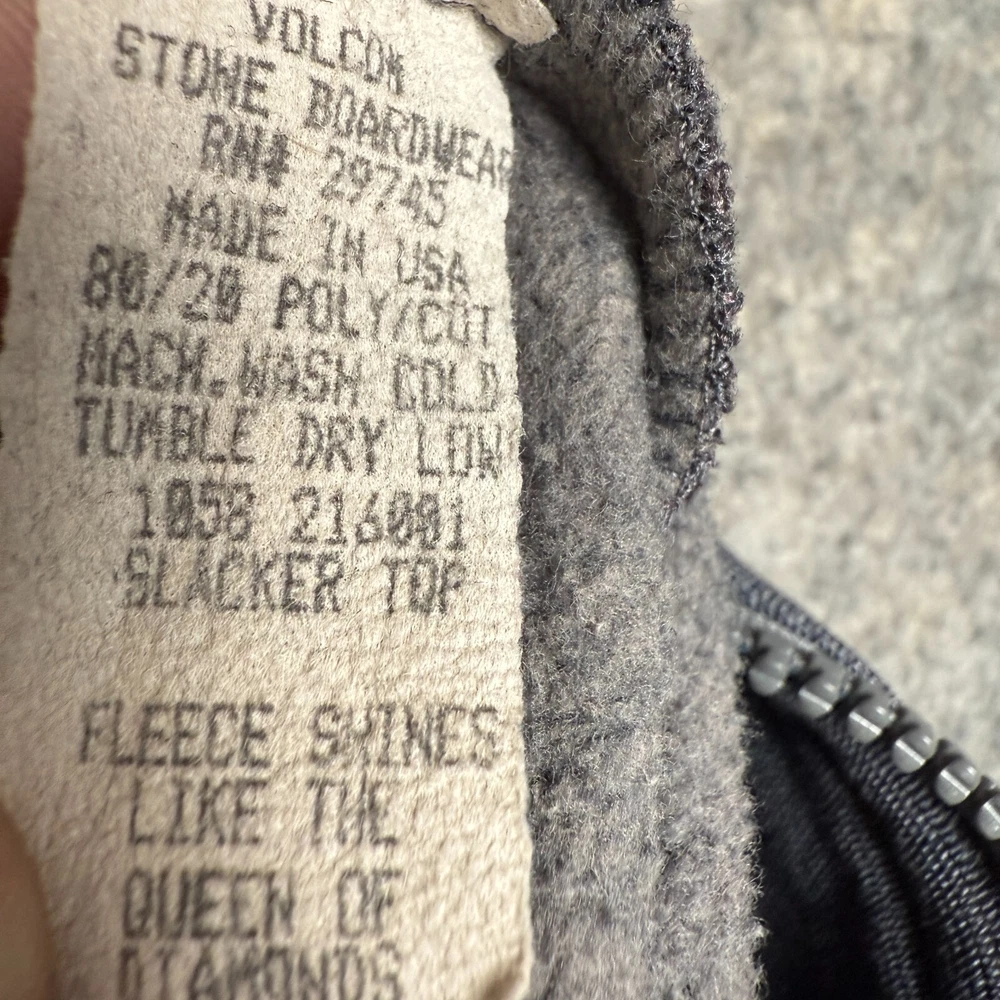 VOLCOM
STONE BOARDWEAR
RN# 29745
MADE IN USA
80/20 POLY/COT
MACH. WASH COLD
TUMBLE DRY LOW
1058 216001
SLACKER TOP
FLEECE SHINES
LIKE THE
QUEEN OF
DIAMONDS